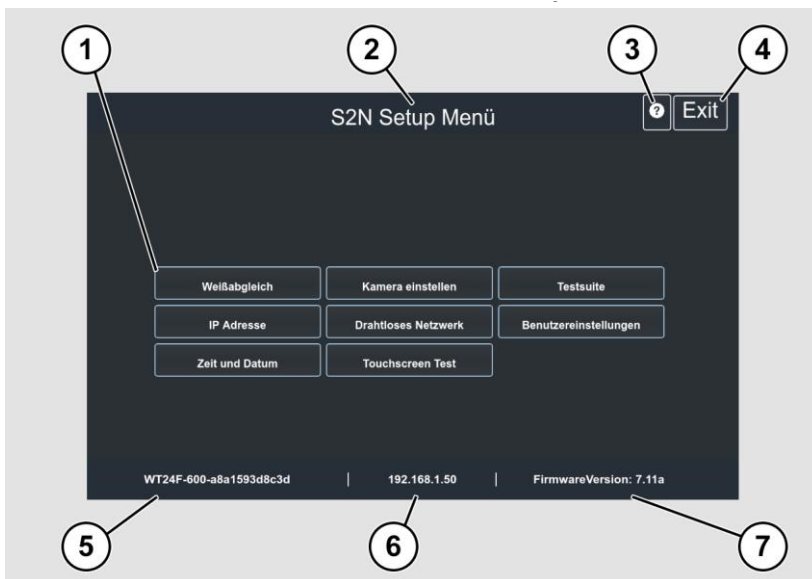 1 2 3 4
S2N Setup Menü ? Exit
Weißabgleich Kamera einstellen Testsuite
IP Adresse Drahtloses Netzwerk Benutzereinstellungen
Zeit und Datum Touchscreen Test
WT24F-600-a8a1593d8c3d | 192.168.1.50 | FirmwareVersion: 7.11a
5 6 7